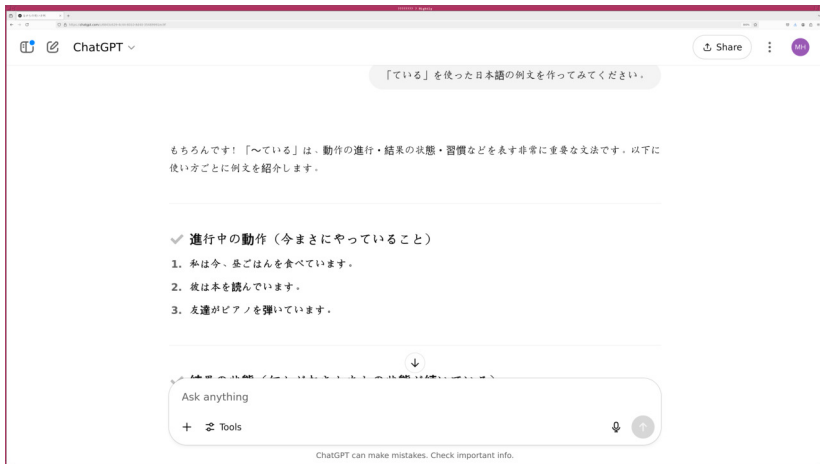 ChatGPT
Share
MH
「ている」を使った日本語の例文を作ってみてください。
もちろんです！「〜ている」は、動作の進行・結果の状態・習慣などを表す非常に重要な文法です。以下に
使い方ごとに例文を紹介します。
進行中の動作（今まさにやっていること）
1. 私は今、昼ごはんを食べています。
2. 彼は本を読んでいます。
3. 友達がピアノを弾いています。
Ask anything
Tools
ChatGPT can make mistakes. Check important info.